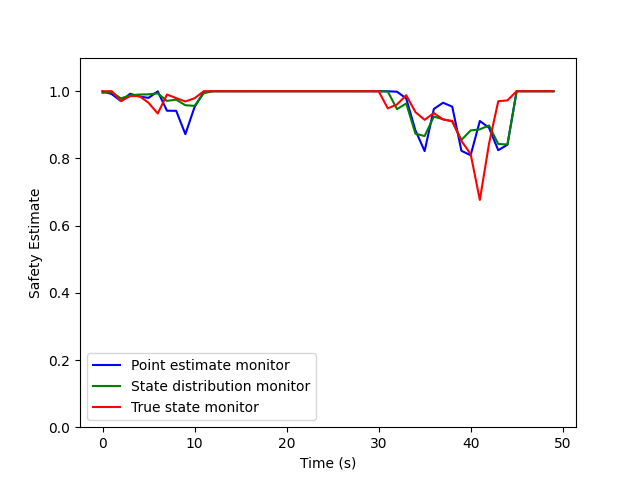 1.0
0.8
0.6
0.4
0.2
0.0
Safety Estimate
Point estimate monitor
State distribution monitor
True state monitor
0 10 20 30 40 50
Time (s)